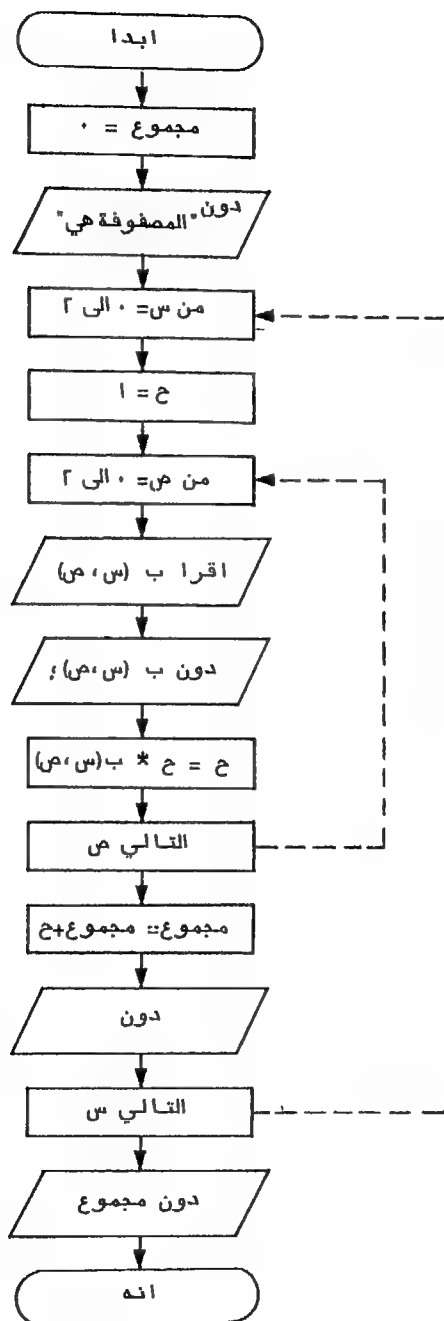 ابدا
مجموع = ٠
دون "المصفوفة هي"
من س= ٠ الى ٢
ح = ١
من ص= ٠ الى ٢
اقرا ب (س،ص)
دون ب (س،ص)؛
ح = ح * ب(س،ص)
التالي ص
مجموع= مجموع+ح
دون
التالي س
دون مجموع
انه